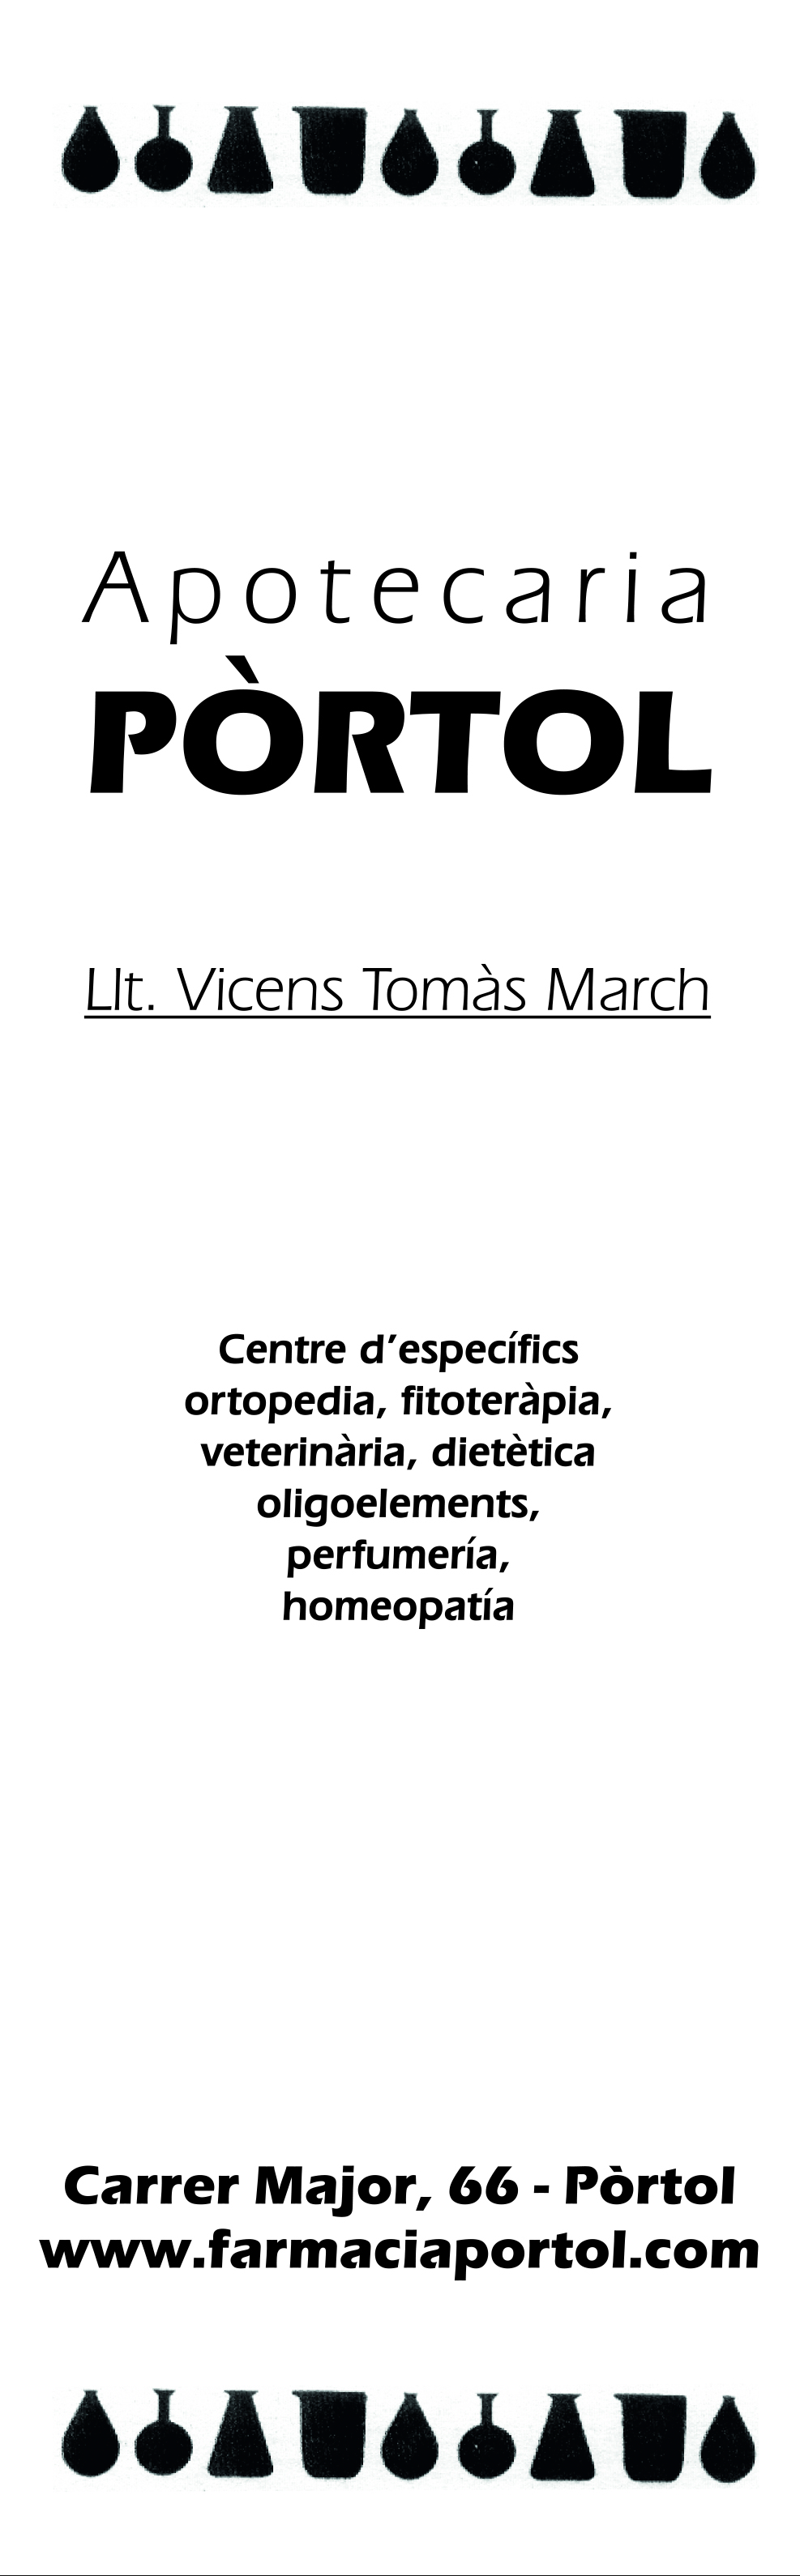 Apotecaria
PÒRTOL
Llt. Vicens Tomàs March
Centre d’específics
ortopedia, fitoteràpia,
veterinària, dietètica
oligoelements,
perfumería,
homeopatía
Carrer Major, 66 - Pòrtol
www.farmaciaportol.com